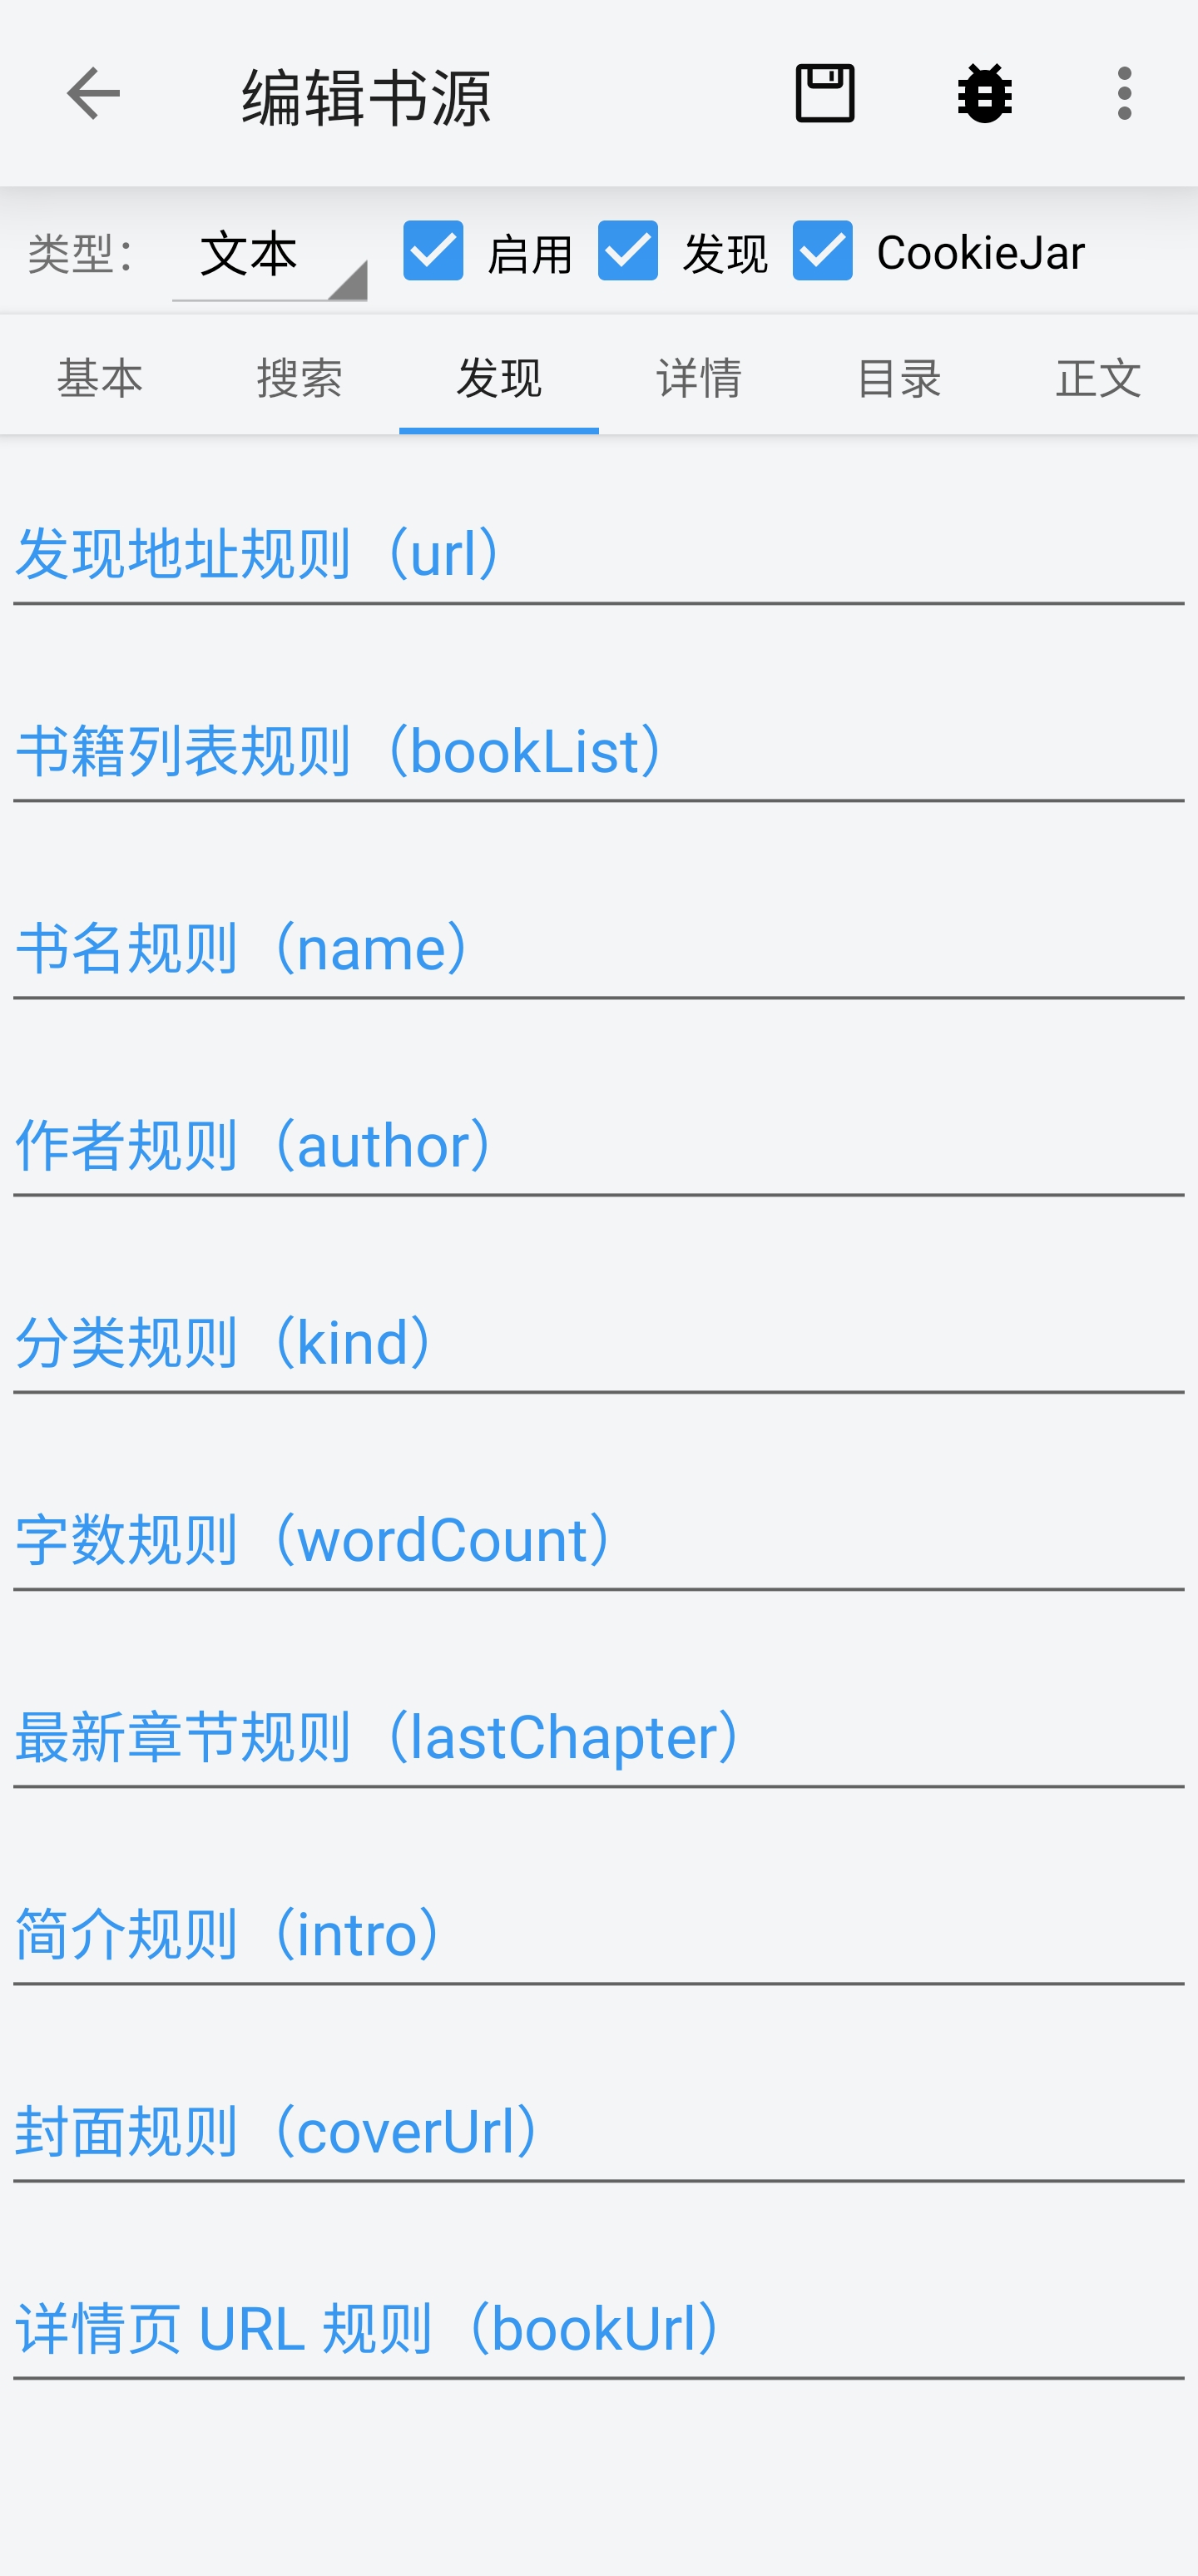 编辑书源
类型： 文本 启用 发现 CookieJar
基本 搜索 发现 详情 目录 正文
发现地址规则（url）
书籍列表规则（bookList）
书名规则（name）
作者规则（author）
分类规则（kind）
字数规则（wordCount）
最新章节规则（lastChapter）
简介规则（intro）
封面规则（coverUrl）
详情页 URL 规则（bookUrl）